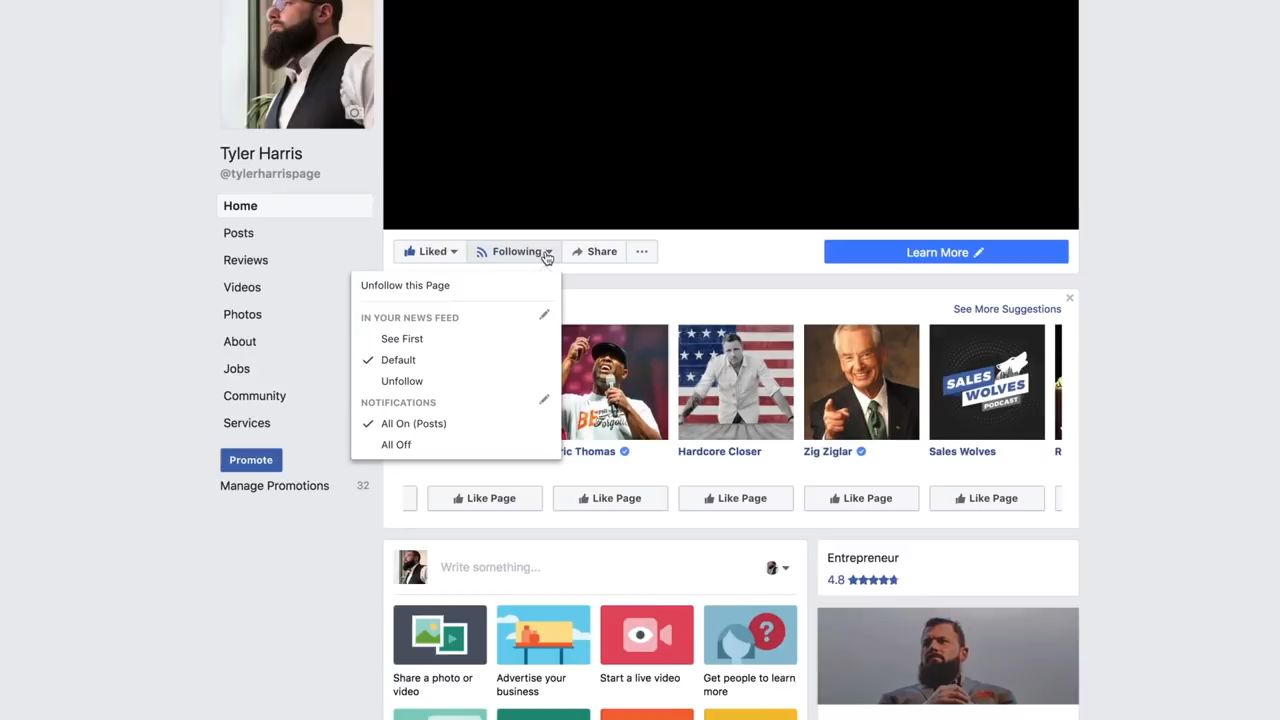 Tyler Harris
@tylerharrispage
Home
Posts
Reviews
Videos
Photos
About
Jobs
Community
Services
Promote
Manage Promotions 32
Liked
Following
Share
Learn More
Unfollow this Page
IN YOUR NEWS FEED
See First
Default
Unfollow
NOTIFICATIONS
All On (Posts)
All Off
See More Suggestions
SALES
WOLVES
PODCAST
ric Thomas
Hardcore Closer
Zig Ziglar
Sales Wolves
R
Like Page
Like Page
Like Page
Like Page
Like Page
Write something...
Entrepreneur
4.8
Share a photo or
video
Advertise your
business
Start a live video
Get people to learn
more